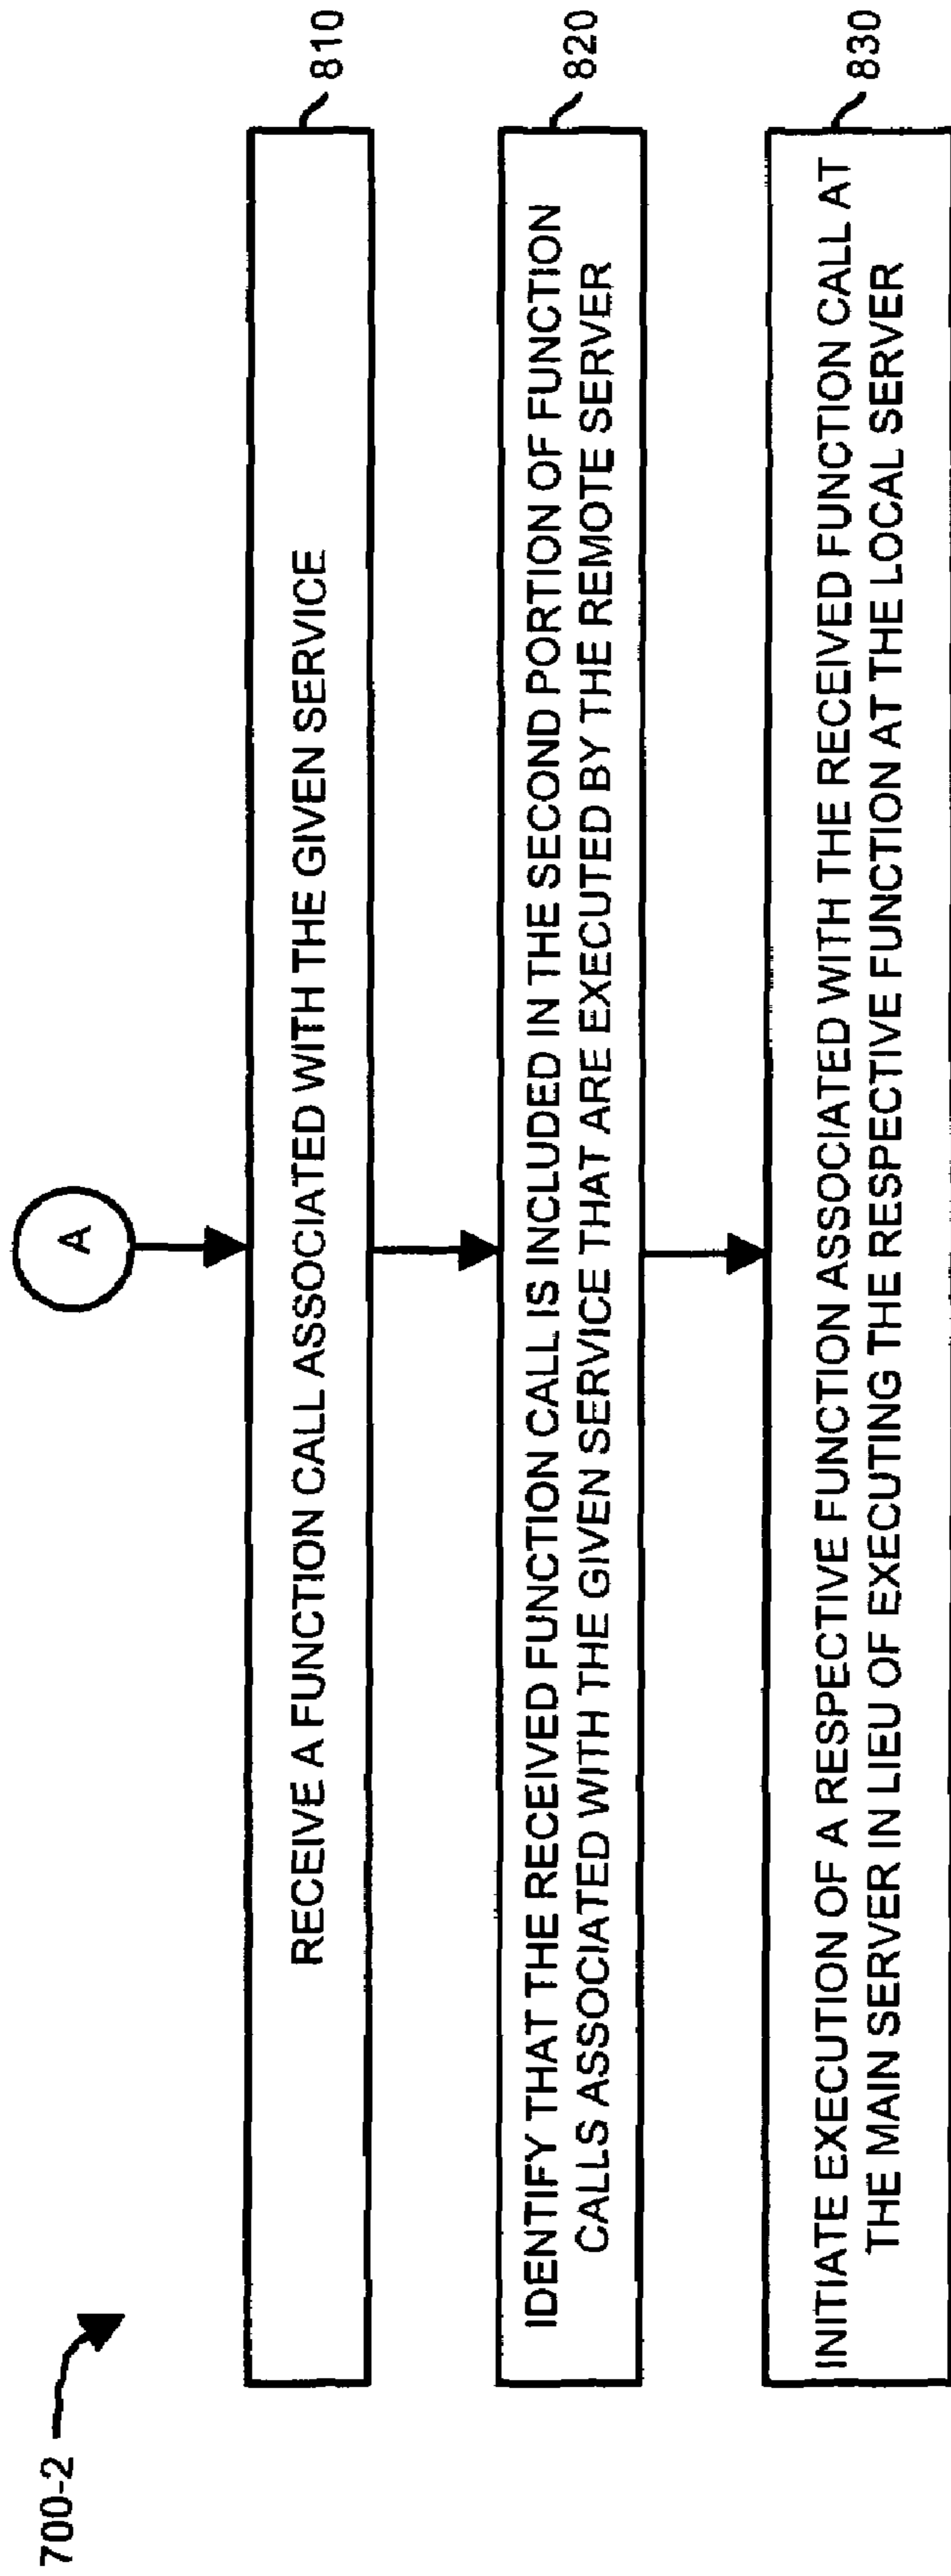 700-2
A
RECEIVE A FUNCTION CALL ASSOCIATED WITH THE GIVEN SERVICE
810
IDENTIFY THAT THE RECEIVED FUNCTION CALL IS INCLUDED IN THE SECOND PORTION OF FUNCTION
CALLS ASSOCIATED WITH THE GIVEN SERVICE THAT ARE EXECUTED BY THE REMOTE SERVER
820
INITIATE EXECUTION OF A RESPECTIVE FUNCTION ASSOCIATED WITH THE RECEIVED FUNCTION CALL AT
THE MAIN SERVER IN LIEU OF EXECUTING THE RESPECTIVE FUNCTION AT THE LOCAL SERVER
830